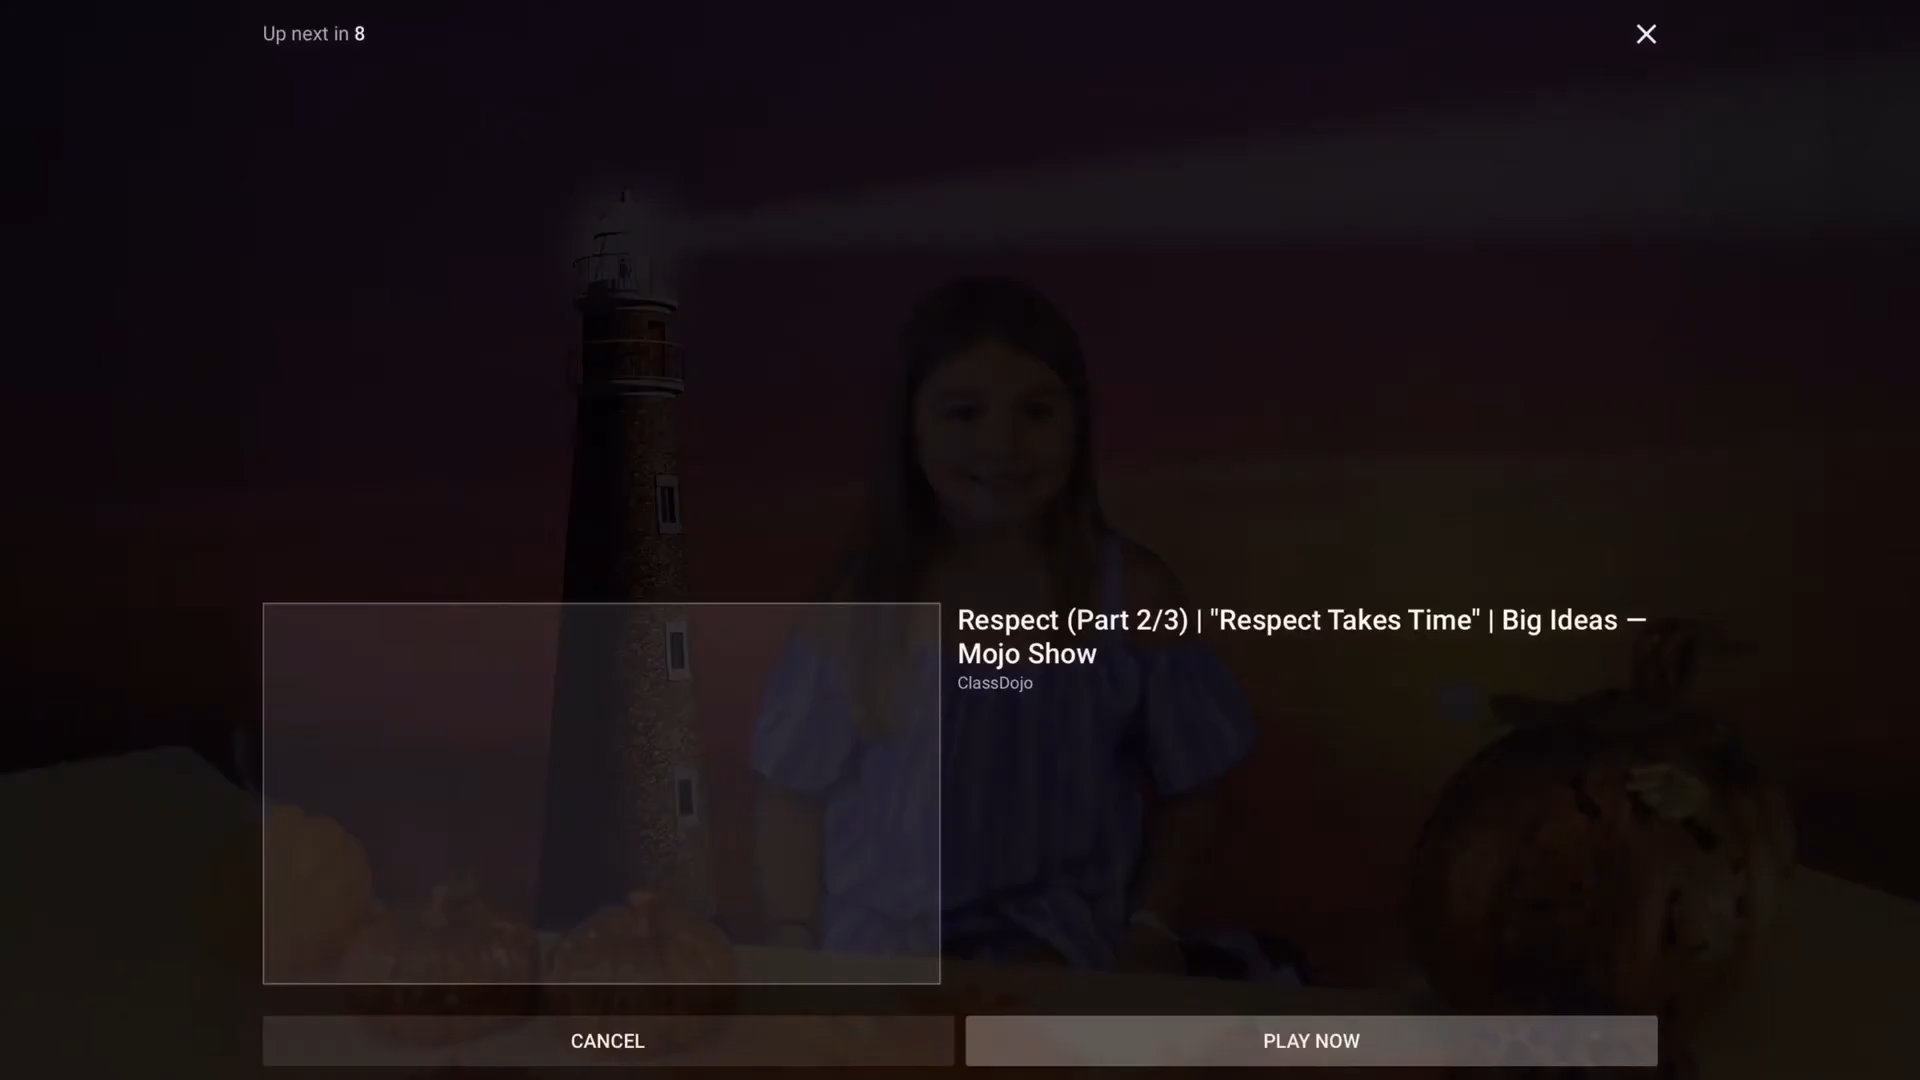 Up next in 8
Respect (Part 2/3) | "Respect Takes Time" | Big Ideas —
Mojo Show
ClassDojo
CANCEL
PLAY NOW